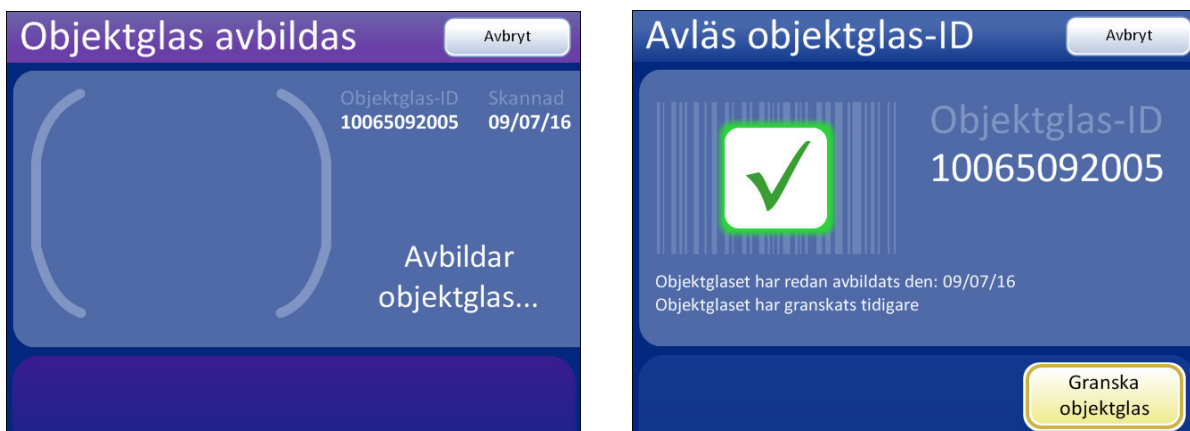 Objektglas avbildas
Avbryt
Objektglas-ID
Skannad
10065092005
09/07/16
Avbildar
objektglas...
Avläs objektglas-ID
Avbryt
Objektglas-ID
10065092005
Objektglaset har redan avbildats den: 09/07/16
Objektglaset har granskats tidigare
Granska
objektglas